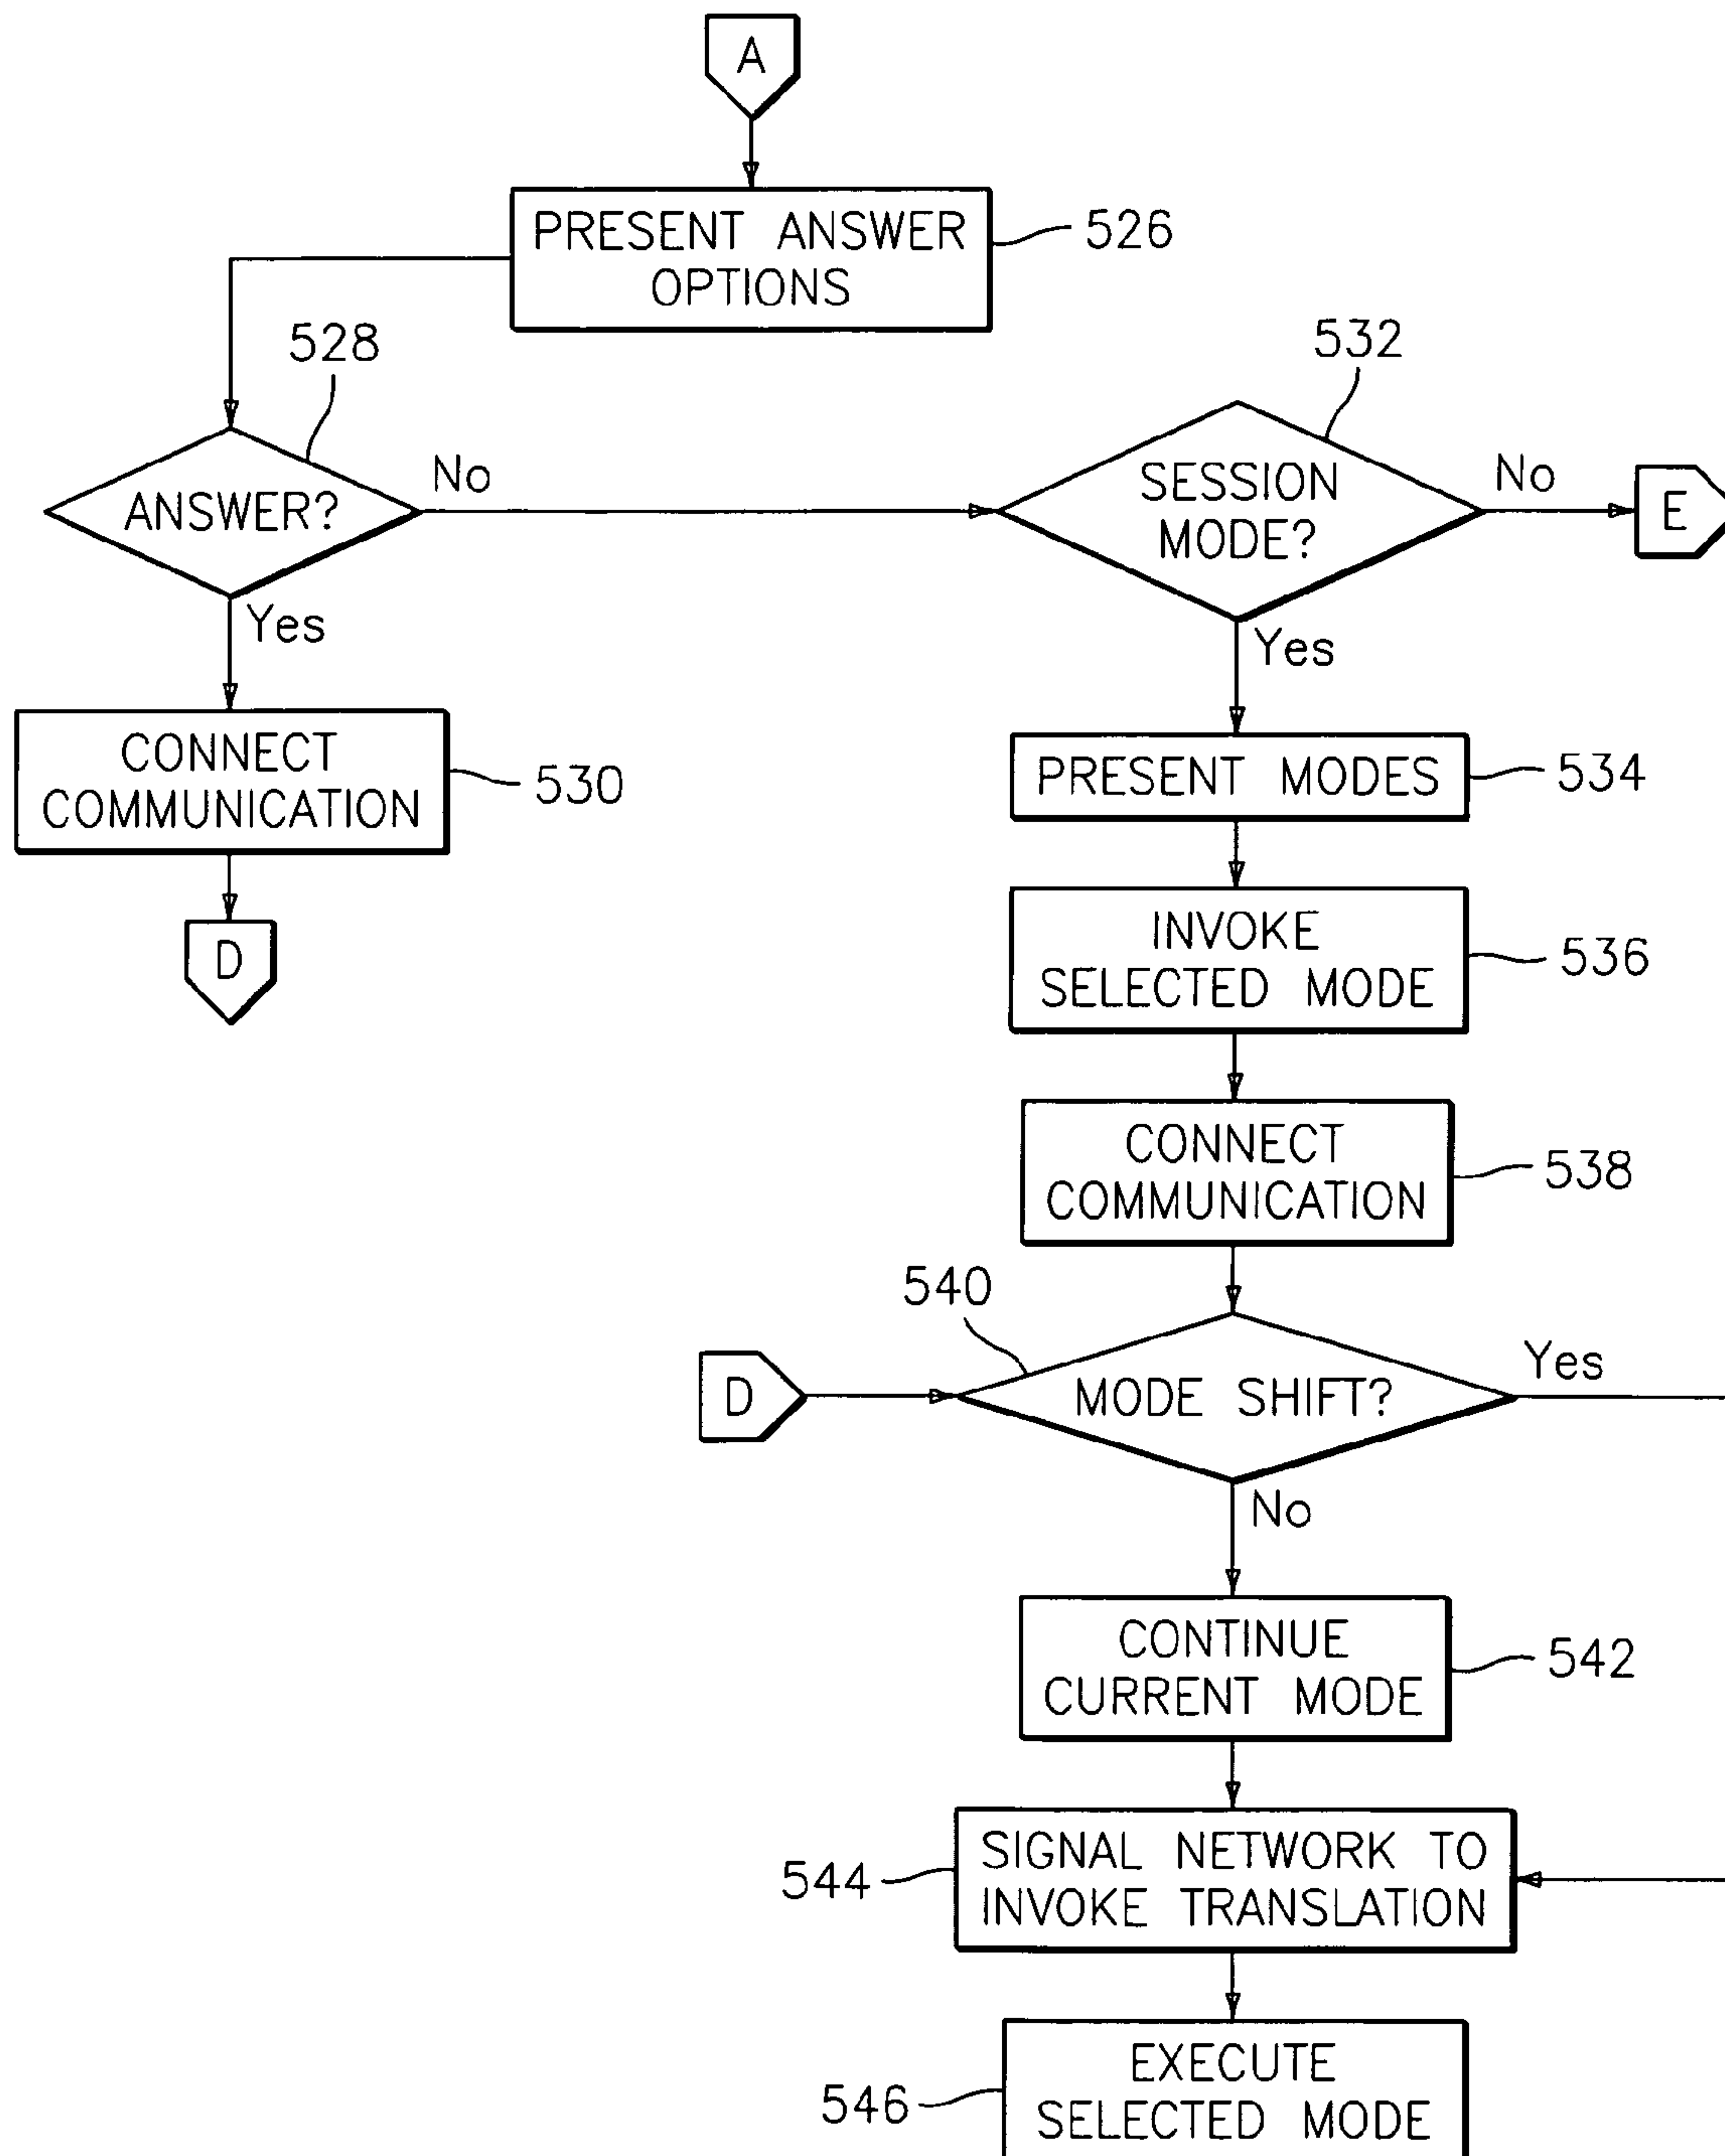 A
PRESENT ANSWER
OPTIONS
526
528
532
ANSWER?
No
SESSION
MODE?
No
E
Yes
Yes
CONNECT
COMMUNICATION
530
PRESENT MODES
534
D
INVOKE
SELECTED MODE
536
CONNECT
COMMUNICATION
538
540
D
MODE SHIFT?
Yes
No
CONTINUE
CURRENT MODE
542
544
SIGNAL NETWORK TO
INVOKE TRANSLATION
546
EXECUTE
SELECTED MODE